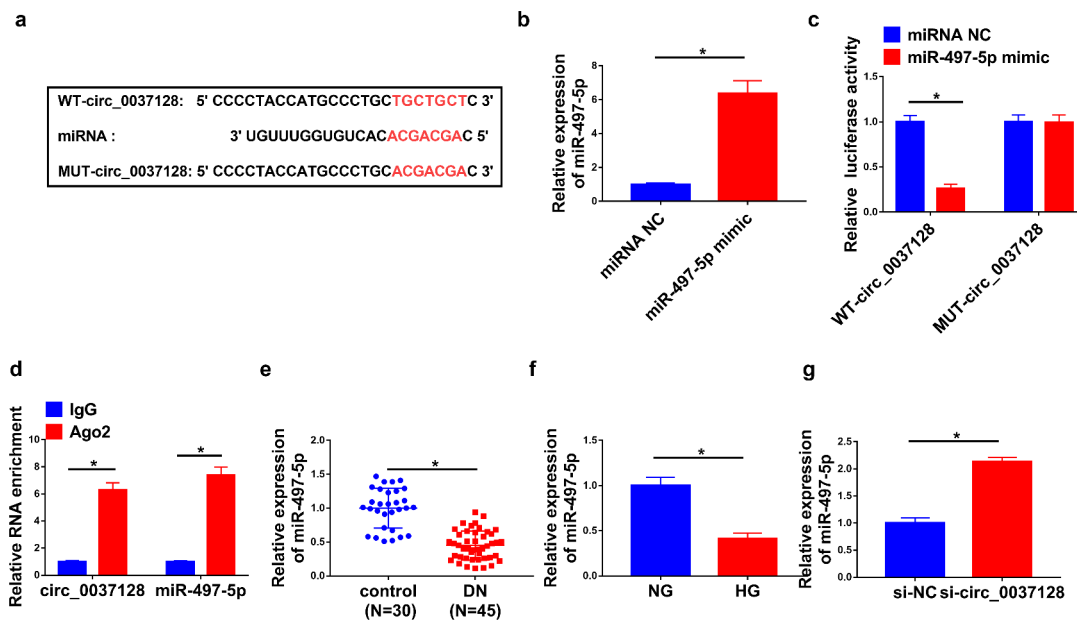 a
WT-circ_0037128: 5' CCCCTACCATGCCCTGCTGCTGCTC 3'
miRNA : 3' UGUUUGGUGUCACACGACGAC 5'
MUT-circ_0037128: 5' CCCCTACCATGCCCTGCACGACGAC 3'
b
Relative expression
of miR-497-5p
8
6
4
2
0
*
miRNA NC
miR-497-5p mimic
c
miRNA NC
miR-497-5p mimic
Relative luciferase activity
1.5
1.0
0.5
0.0
*
WT-circ_0037128
MUT-circ_0037128
d
IgG
Ago2
Relative RNA enrichment
10
8
6
4
2
0
*
*
circ_0037128
miR-497-5p
e
Relative expression
of miR-497-5p
2.0
1.5
1.0
0.5
0.0
*
control
(N=30)
DN
(N=45)
f
Relative expression
of miR-497-5p
1.5
1.0
0.5
0.0
*
NG
HG
g
Relative expression
of miR-497-5p
2.5
2.0
1.5
1.0
0.5
0.0
*
si-NC
si-circ_0037128